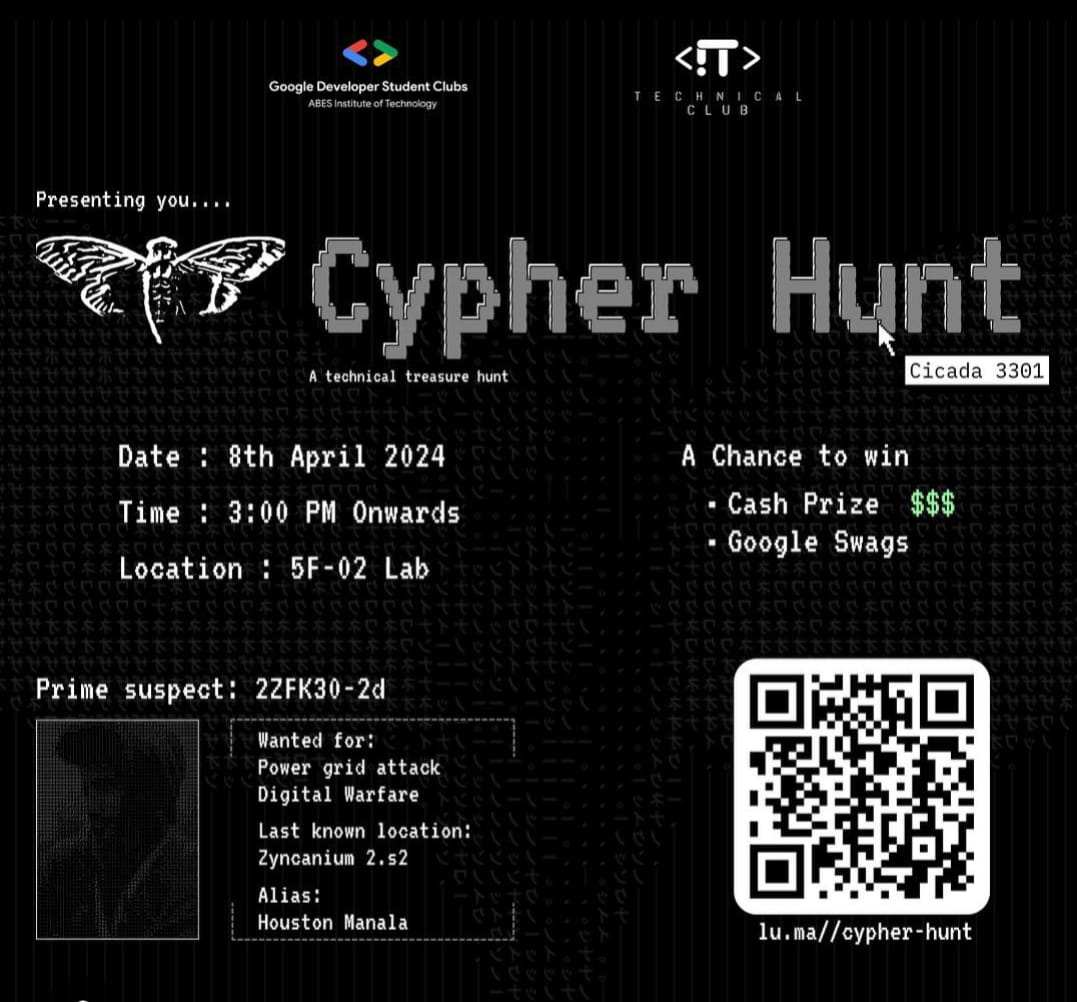 Google Developer Student Clubs
ABES Institute of Technology
<!T>
TECHNICAL
CLUB
Presenting you....
Cypher Hunt
Cicada 3301
A technical treasure hunt
Date : 8th April 2024
Time : 3:00 PM Onwards
Location : 5F-02 Lab
A Chance to win
▪ Cash Prize $$$
▪ Google Swags
Prime suspect: 2ZFK30-2d
Wanted for:
Power grid attack
Digital Warfare
Last known location:
Zyncanium 2.s2
Alias:
Houston Manala
lu.ma//cypher-hunt